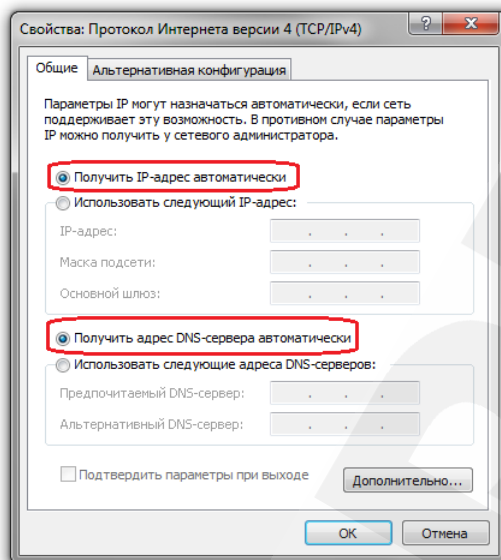 Свойства: Протокол Интернета версии 4 (TCP/IPv4)
Общие
Альтернативная конфигурация
Параметры IP могут назначаться автоматически, если сеть
поддерживает эту возможность. В противном случае параметры
IP можно получить у сетевого администратора.
Получить IP-адрес автоматически
Использовать следующий IP-адрес:
IP-адрес:
Маска подсети:
Основной шлюз:
Получить адрес DNS-сервера автоматически
Использовать следующие адреса DNS-серверов:
Предпочитаемый DNS-сервер:
Альтернативный DNS-сервер:
Подтвердить параметры при выходе
Дополнительно...
ОК
Отмена